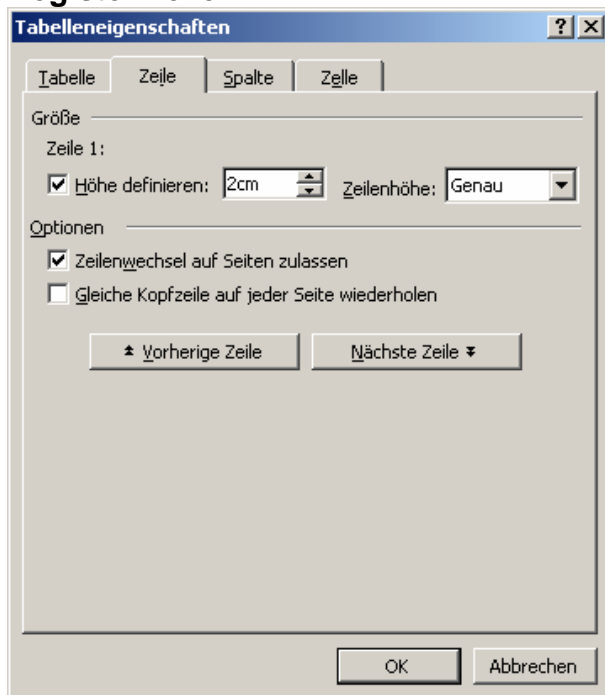 Tabelleneigenschaften
Tabelle Zeile Spalte Zelle
Größe
Zeile 1:
Höhe definieren: 2cm Zeilenhöhe: Genau
Optionen
Zeilenwechsel auf Seiten zulassen
Gleiche Kopfzeile auf jeder Seite wiederholen
Vorherige Zeile Nächste Zeile
OK Abbrechen